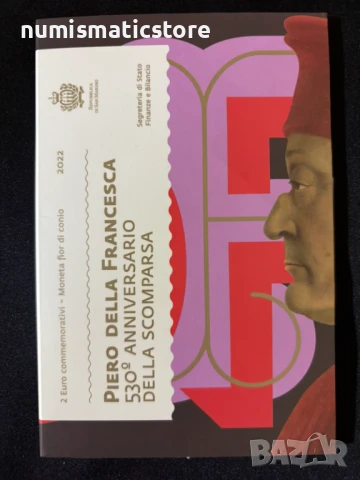 numismaticstore
REPUBBLICA
DI SAN MARINO
Segreteria di Stato
Finanze e Bilancio
PIERO DELLA FRANCESCA
530º ANNIVERSARIO
DELLA SCOMPARSA
2 Euro commemorativi - Moneta fior di conio
2022
BAZAR